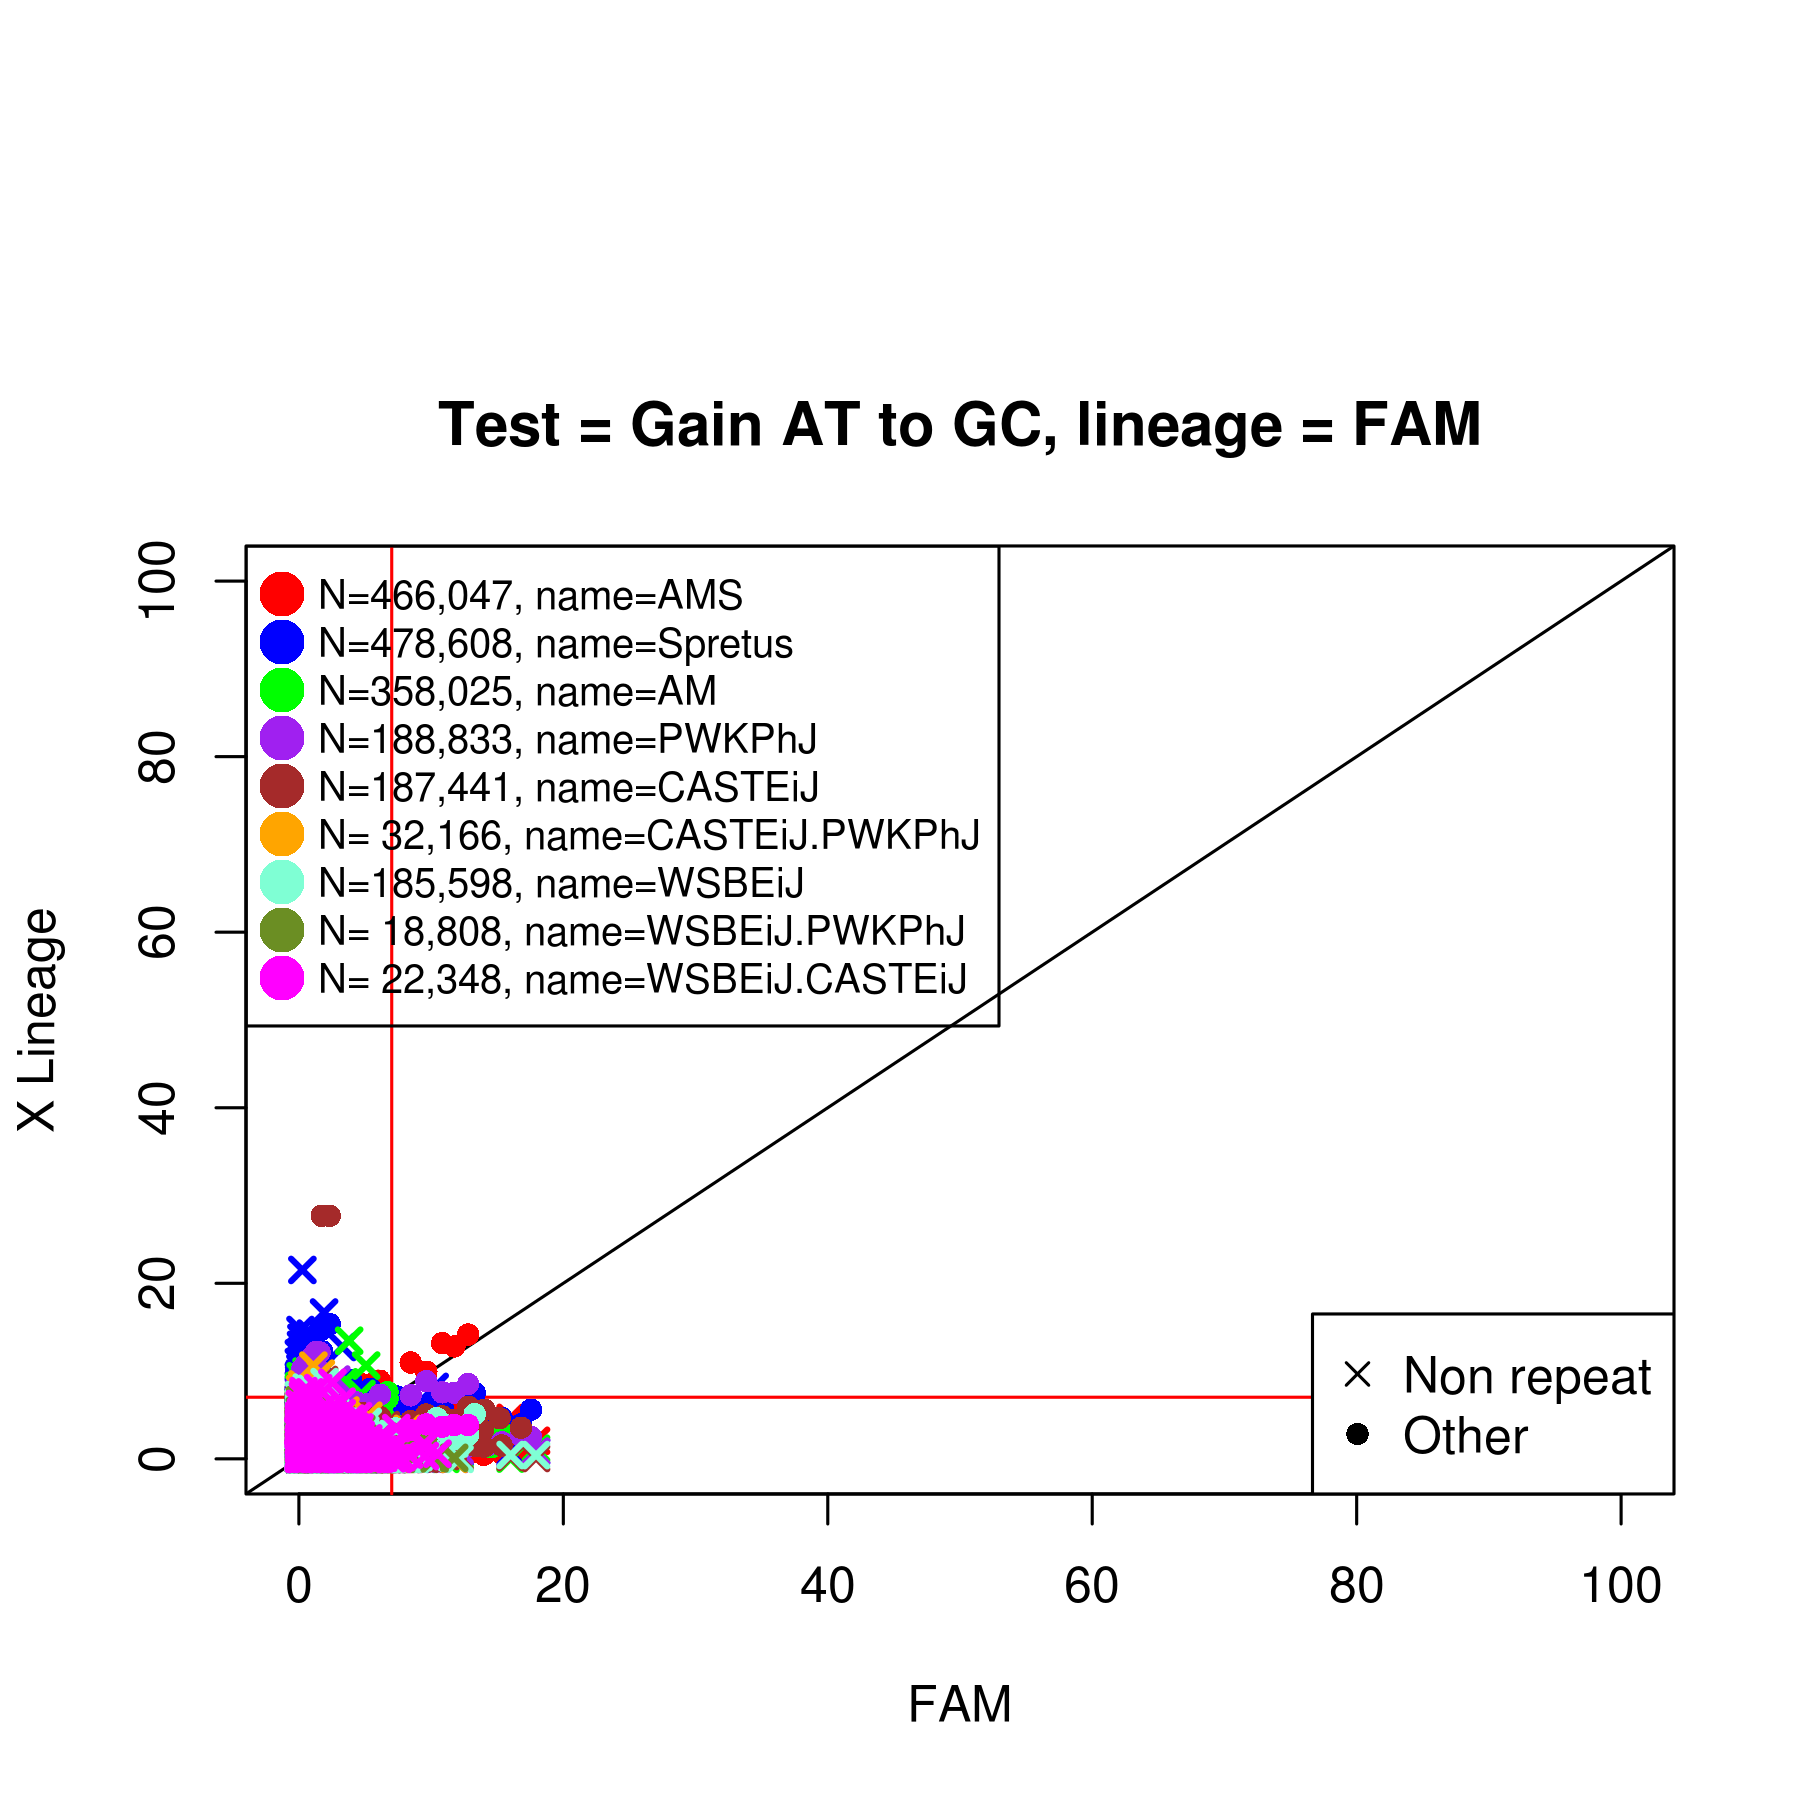 Test = Gain AT to GC, lineage = FAM
100
80
60
40
20
0
X Lineage
N=466,047, name=AMS
N=478,608, name=Spretus
N=358,025, name=AM
N=188,833, name=PWKPhJ
N=187,441, name=CASTEiJ
N= 32,166, name=CASTEiJ.PWKPhJ
N=185,598, name=WSBEiJ
N= 18,808, name=WSBEiJ.PWKPhJ
N= 22,348, name=WSBEiJ.CASTEiJ
Non repeat
Other
0 20 40 60 80 100
FAM